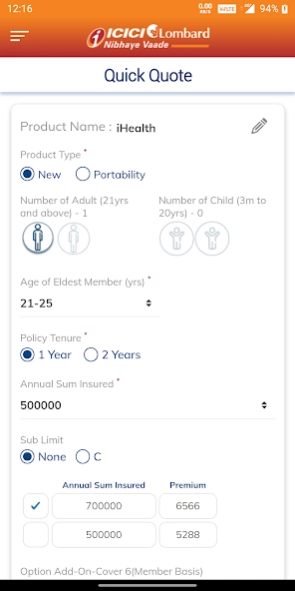 12:16
0.00
KB/S
VoLTE
4G
94%
ICICI Lombard
Nibhaye Vaade
Quick Quote
Product Name : iHealth
Product Type *
New Portability
Number of Adult (21yrs and above) - 1
Number of Child (3m to 20yrs) - 0
Age of Eldest Member (yrs) *
21-25
Policy Tenure *
1 Year 2 Years
Annual Sum Insured *
500000
Sub Limit
None C
Annual Sum Insured Premium
700000 6566
500000 5288
Option Add-On-Cover 6(Member Basis)